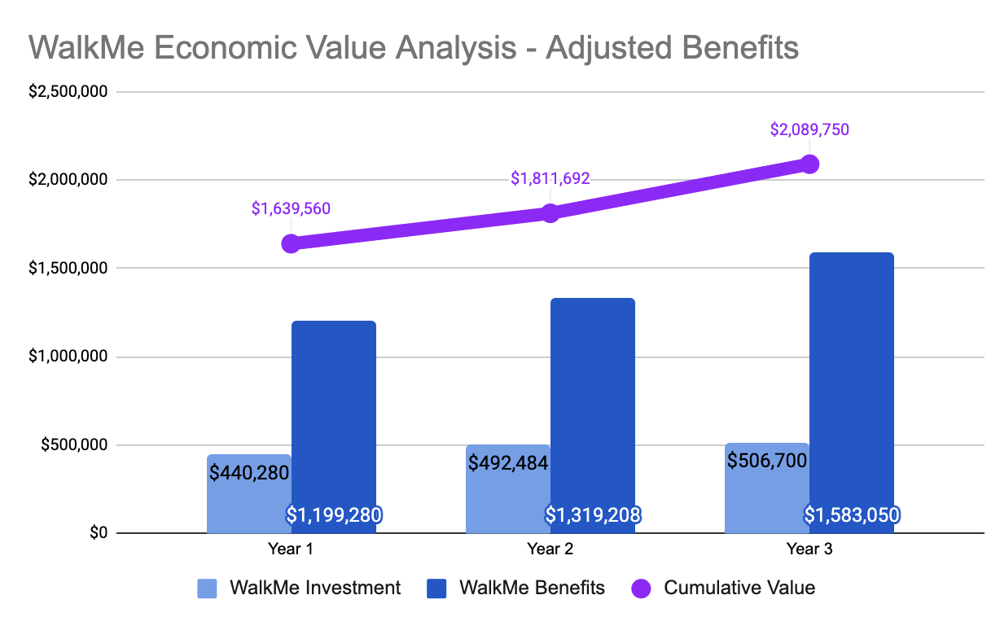 WalkMe Economic Value Analysis - Adjusted Benefits
$2,500,000
$2,089,750
$2,000,000
$1,811,692
$1,639,560
$1,500,000
$1,000,000
$500,000
$440,280
$492,484
$506,700
$1,199,280
$1,319,208
$1,583,050
$0
Year 1
Year 2
Year 3
WalkMe Investment
WalkMe Benefits
Cumulative Value